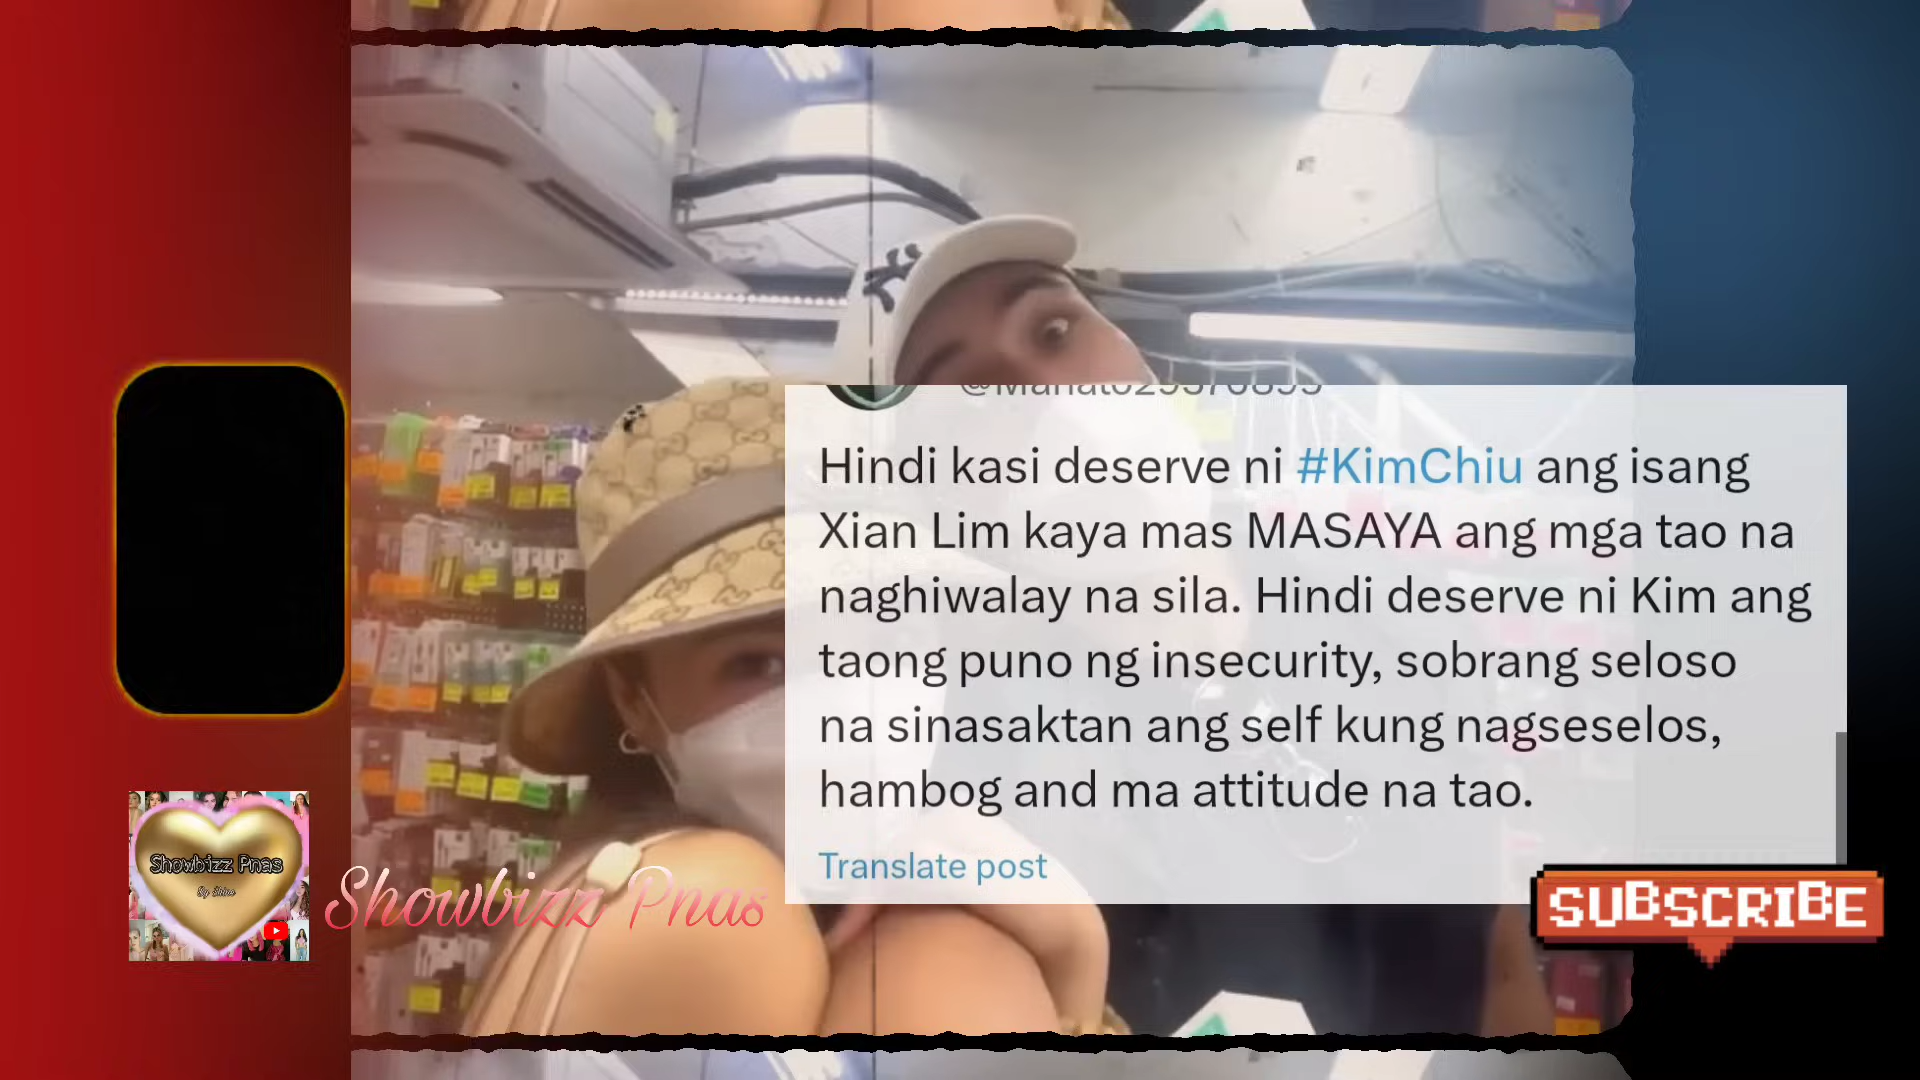 Hindi kasi deserve ni #KimChiu ang isang
Xian Lim kaya mas MASAYA ang mga tao na
naghiwalay na sila. Hindi deserve ni Kim ang
taong puno ng insecurity, sobrang seloso
na sinasaktan ang self kung nagseselos,
hambog and ma attitude na tao.
Translate post
SUBSCRIBE
Showbizz Pnas
Showbizz Pnas